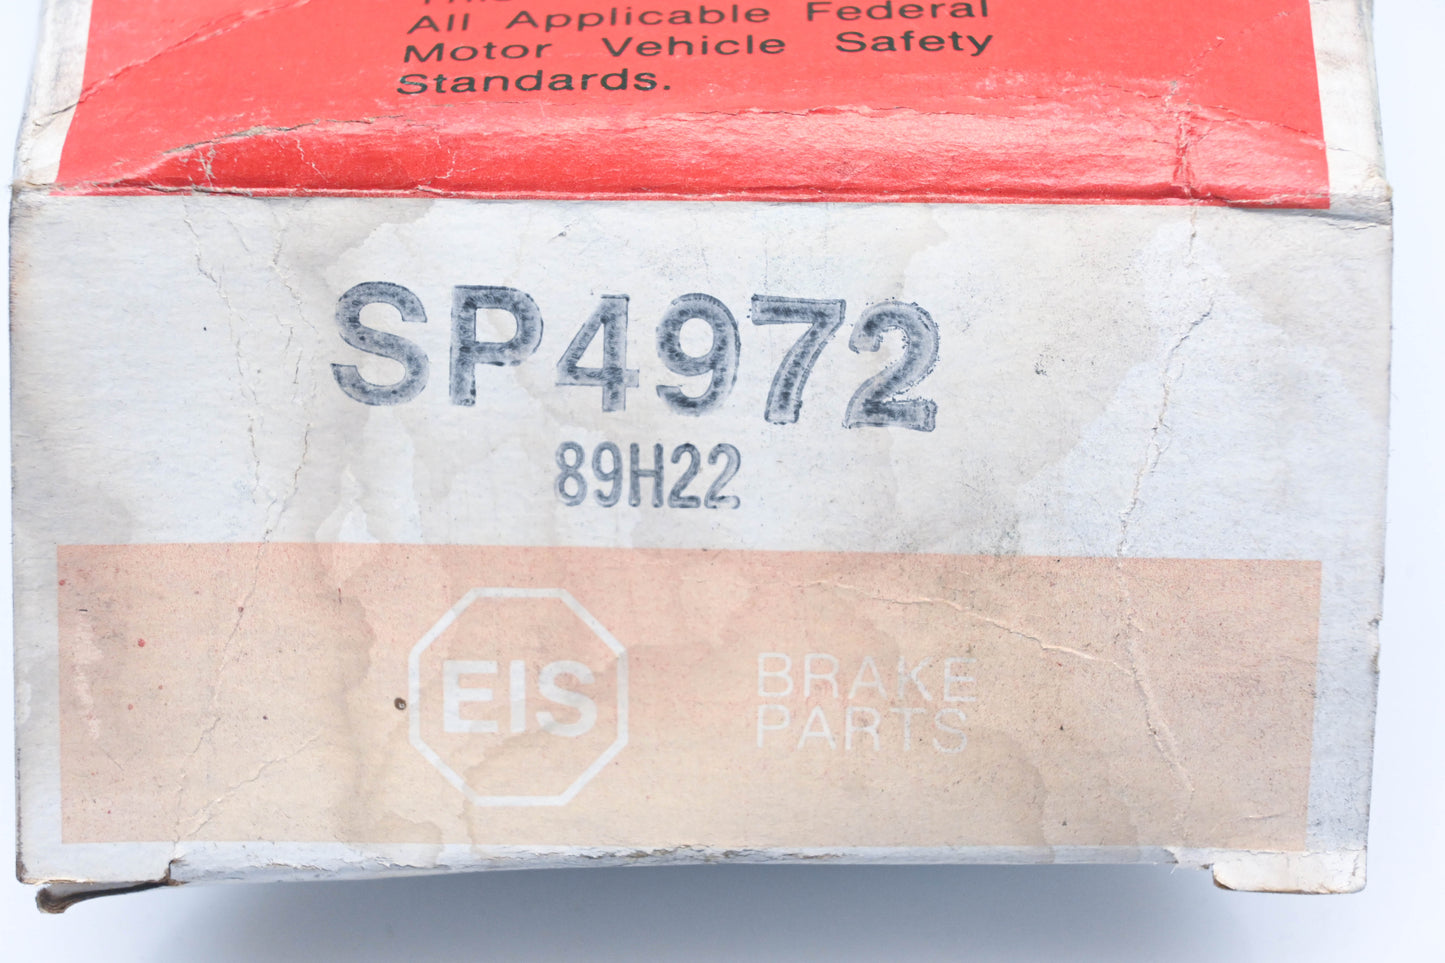 All Applicable Federal
Motor Vehicle Safety
Standards.
SP4972
89H22
EIS
BRAKE
PARTS